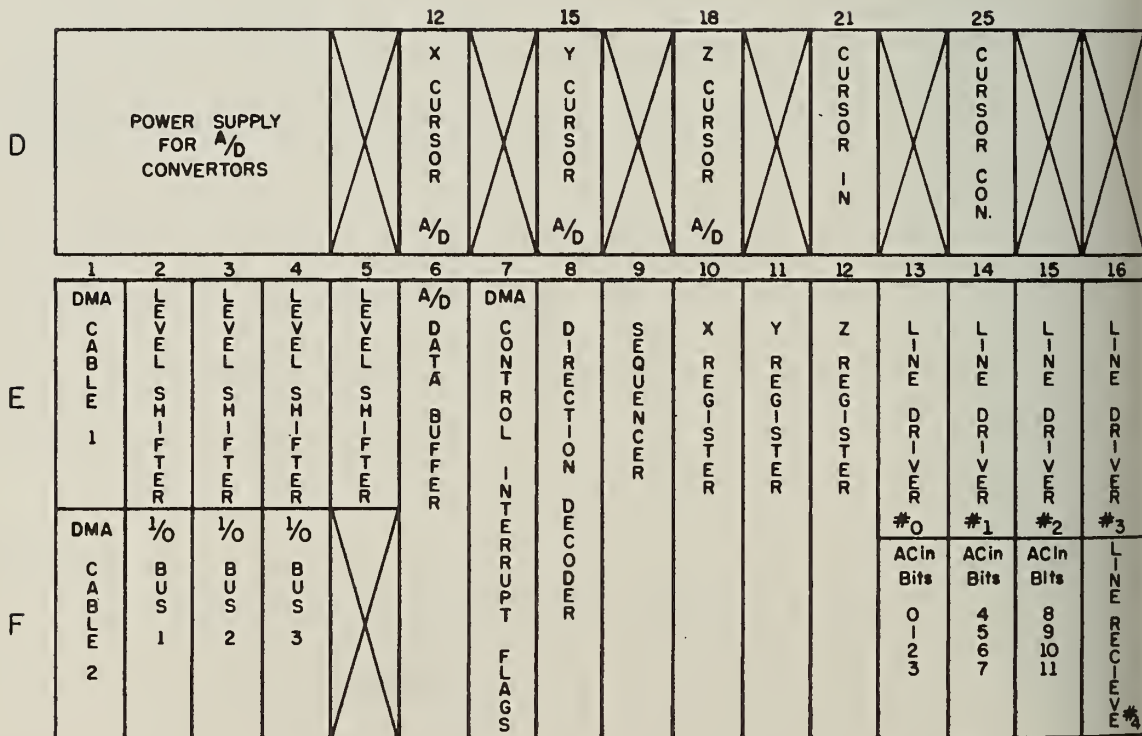 12 15 18 21 25
D
POWER SUPPLY
FOR A/D
CONVERTORS
X CURSOR A/D
Y CURSOR A/D
Z CURSOR A/D
CURSOR IN
CURSOR CON.
1 2 3 4 5 6 7 8 9 10 11 12 13 14 15 16
E
DMA CABLE 1
LEVEL SHIFTER
LEVEL SHIFTER
LEVEL SHIFTER
LEVEL SHIFTER
A/D DATA BUFFER
DMA CONTROL INTERRUPT FLAGS
DIRECTION DECODER
SEQUENCER
X REGISTER
Y REGISTER
Z REGISTER
LINE DRIVER #0
LINE DRIVER #1
LINE DRIVER #2
LINE DRIVER #3
F
DMA CABLE 2
I/O BUS 1
I/O BUS 2
I/O BUS 3
ACin
Bits
0
1
2
3
ACin
Bits
4
5
6
7
ACin
Bits
8
9
10
11
LINE RECIEVE #4